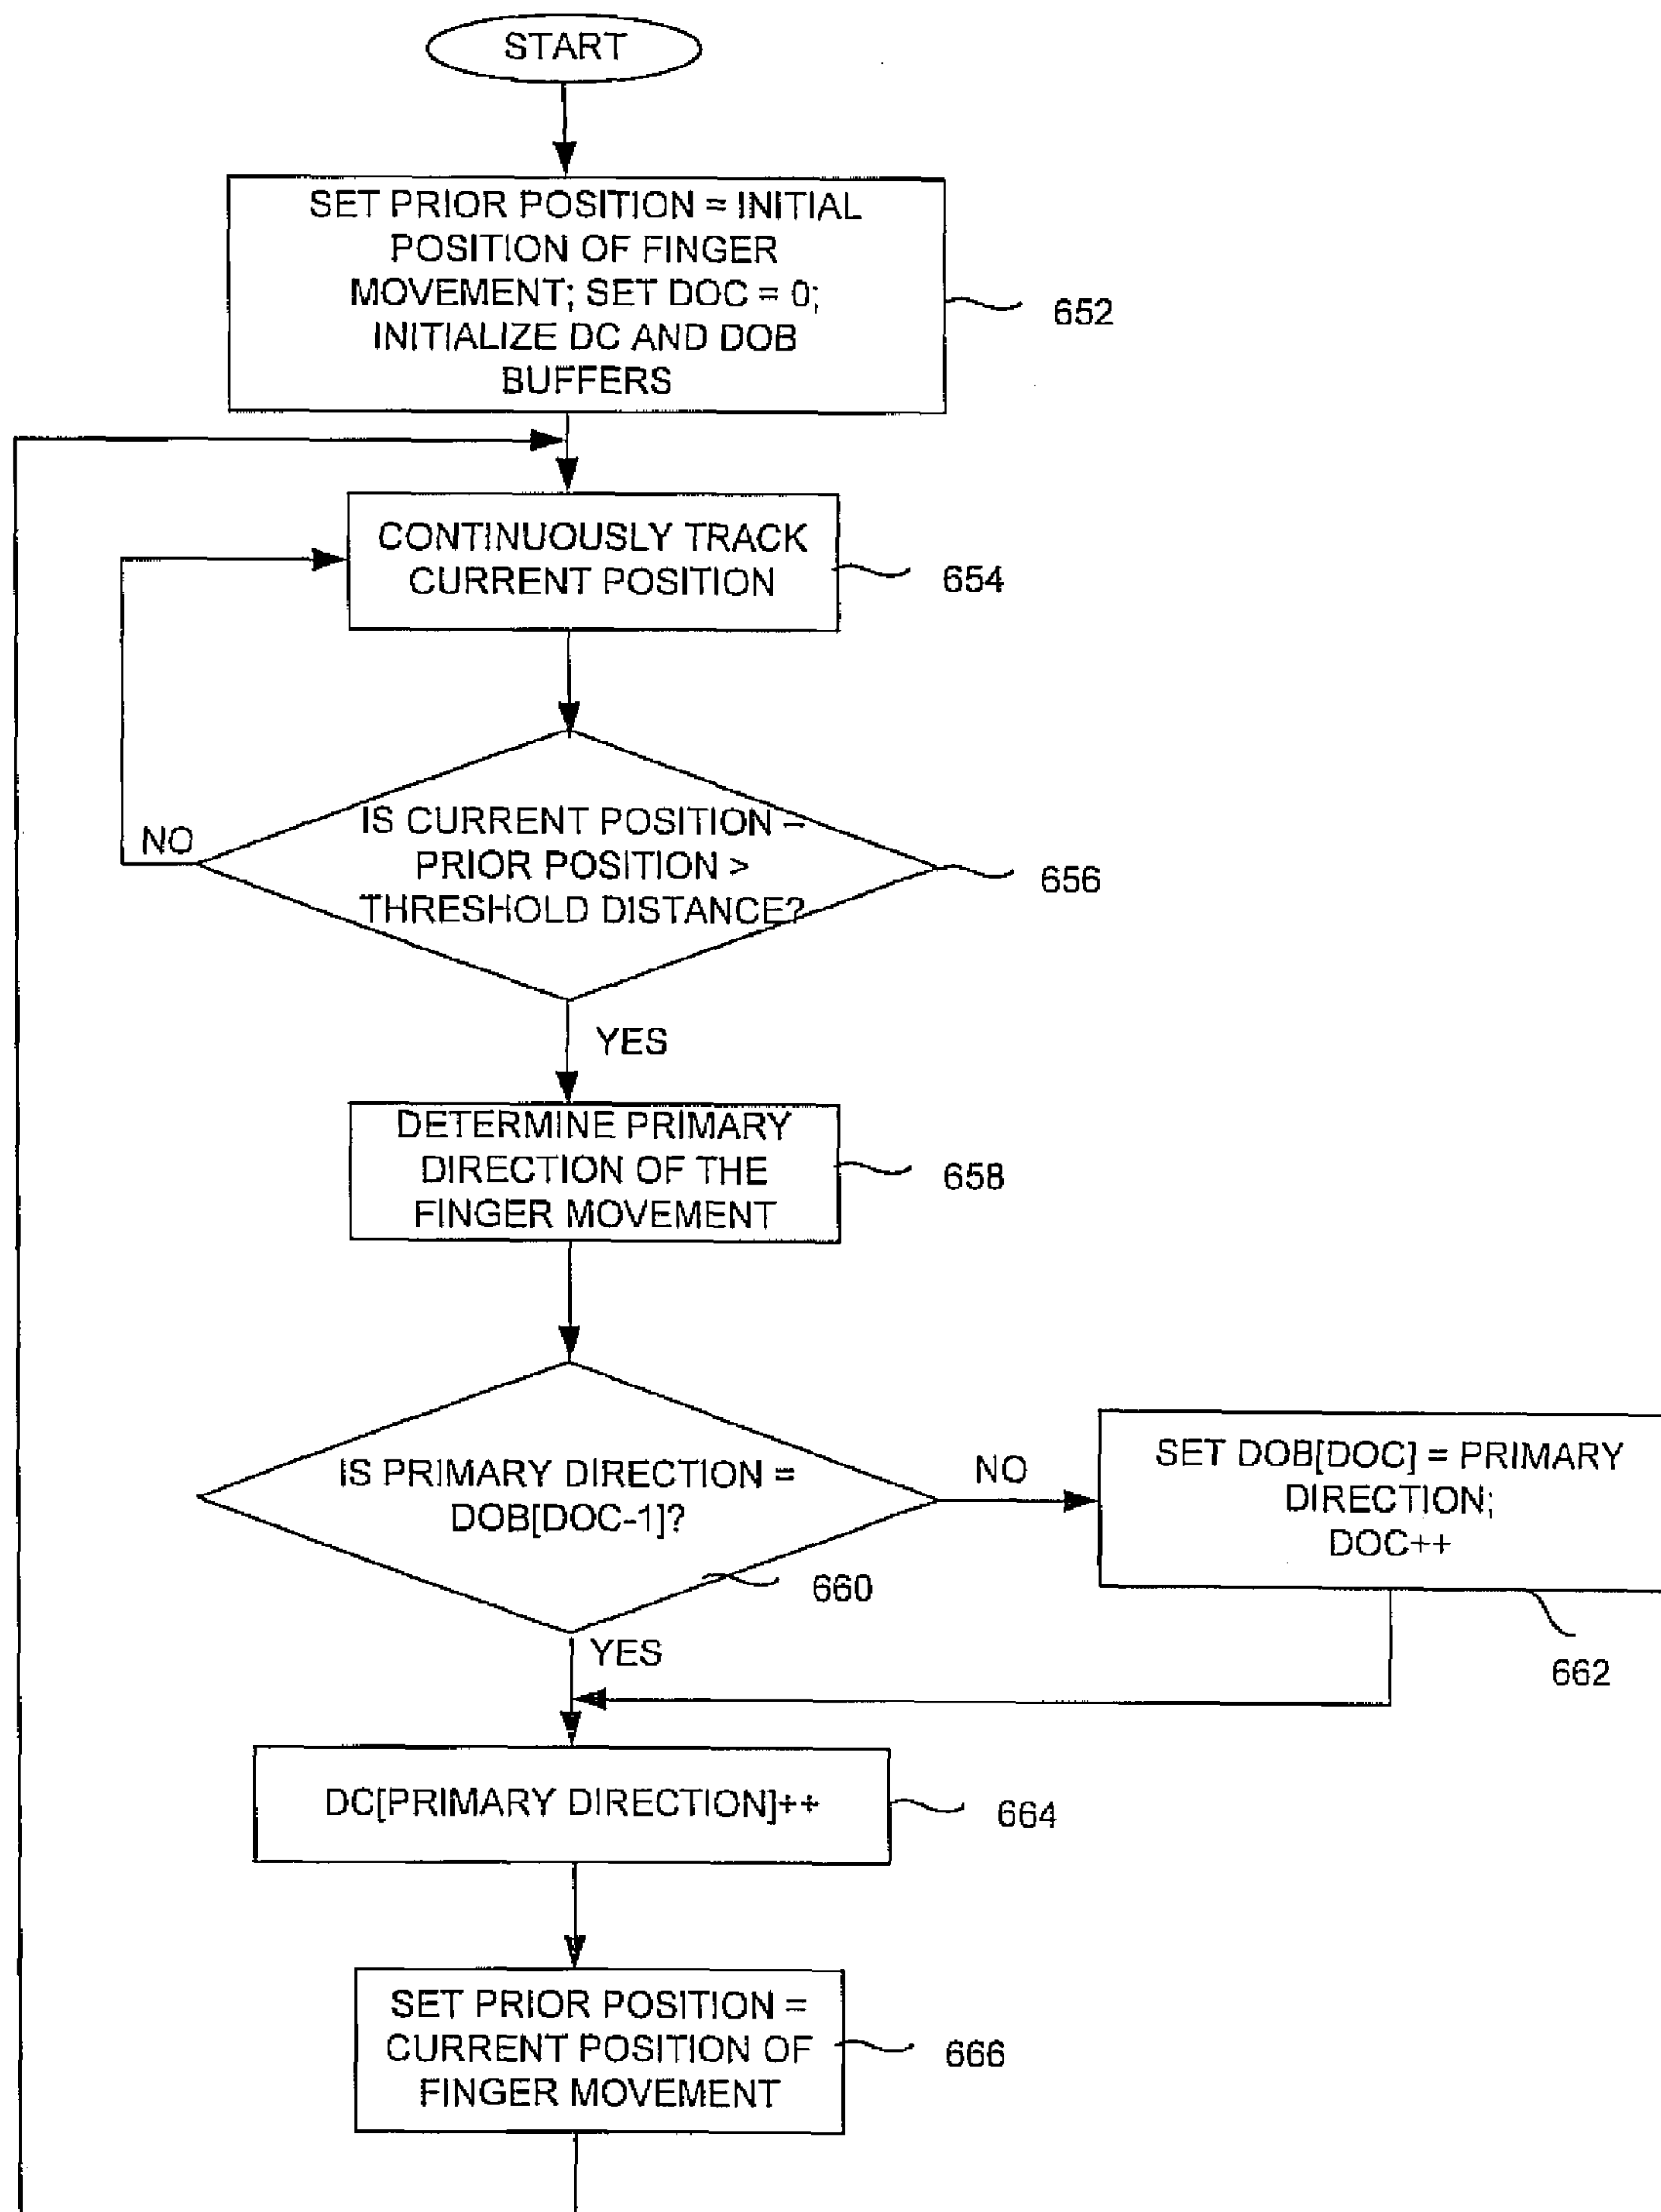 START
SET PRIOR POSITION = INITIAL
POSITION OF FINGER
MOVEMENT; SET DOC = 0;
INITIALIZE DC AND DOB
BUFFERS
652
CONTINUOUSLY TRACK
CURRENT POSITION
654
IS CURRENT POSITION –
PRIOR POSITION >
THRESHOLD DISTANCE?
NO
656
YES
DETERMINE PRIMARY
DIRECTION OF THE
FINGER MOVEMENT
658
IS PRIMARY DIRECTION =
DOB[DOC-1]?
NO
660
SET DOB[DOC] = PRIMARY
DIRECTION;
DOC++
662
YES
DC[PRIMARY DIRECTION]++
664
SET PRIOR POSITION =
CURRENT POSITION OF
FINGER MOVEMENT
666